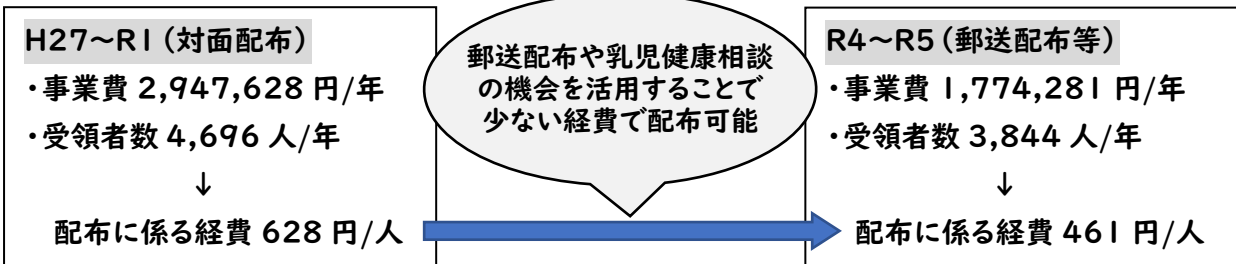 H27～R1（対面配布）
・事業費 2,947,628 円/年
・受領者数 4,696 人/年
↓
配布に係る経費 628 円/人
郵送配布や乳児健康相談
の機会を活用することで
少ない経費で配布可能
R4～R5（郵送配布等）
・事業費 1,774,281 円/年
・受領者数 3,844 人/年
↓
配布に係る経費 461 円/人